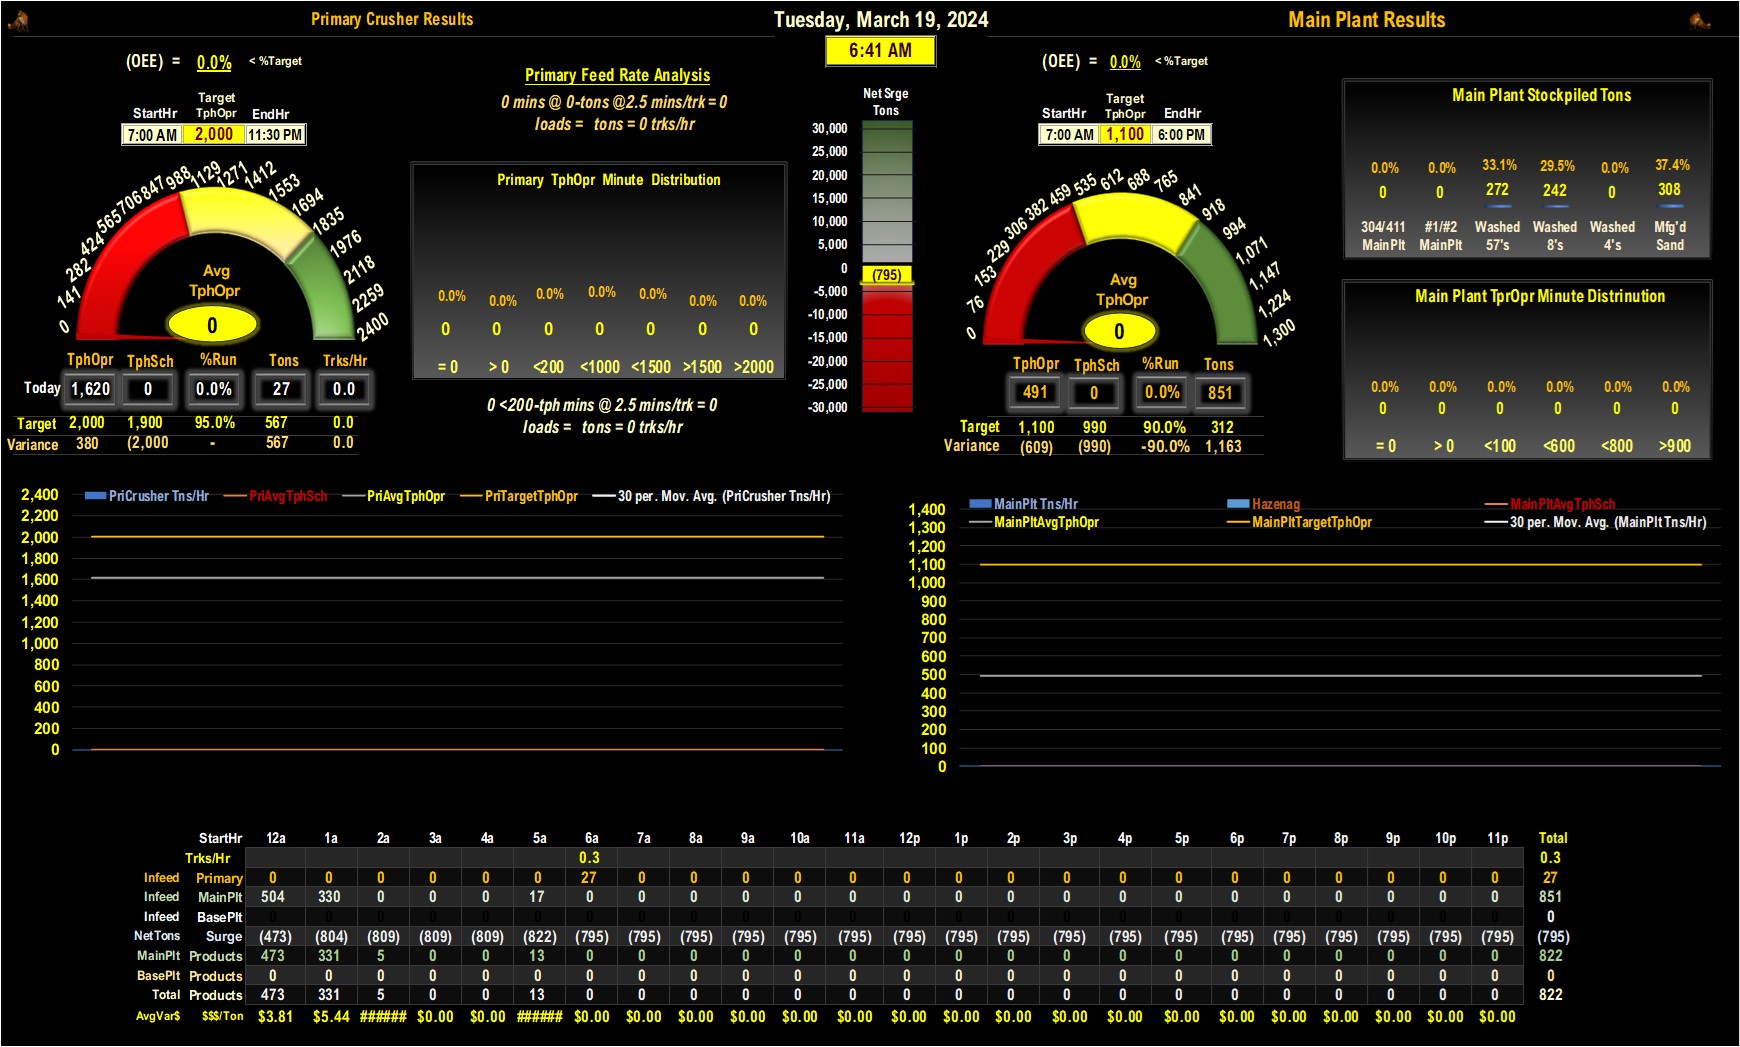 Primary Crusher Results
Tuesday, March 19, 2024
Main Plant Results
6:41 AM
(OEE) = 0.0% < %Target
StartHr Target TphOpr EndHr
7:00 AM 2,000 11:30 PM
0 141 282 424 565 706 847 988 1129 1271 1412 1553 1694 1835 1976 2118 2259 2400
Avg
TphOpr
0
TphOpr TphSch %Run Tons Trks/Hr
Today 1,620 0 0.0% 27 0.0
Target 2,000 1,900 95.0% 567 0.0
Variance 380 (2,000 - 567 0.0
Primary Feed Rate Analysis
0 mins @ 0-tons @2.5 mins/trk = 0
loads = tons = 0 trks/hr
Primary TphOpr Minute Distribution
0.0% 0.0% 0.0% 0.0% 0.0% 0.0% 0.0%
0 0 0 0 0 0 0
= 0 > 0 <200 <1000 <1500 >1500 >2000
0 <200-tph mins @ 2.5 mins/trk = 0
loads = tons = 0 trks/hr
Net Srge
Tons
30,000
25,000
20,000
15,000
10,000
5,000
0
(795)
-5,000
-10,000
-15,000
-20,000
-25,000
-30,000
(OEE) = 0.0% < %Target
StartHr Target TphOpr EndHr
7:00 AM 1,100 6:00 PM
0 76 153 229 306 382 459 535 612 688 765 841 918 994 1,071 1,147 1,224 1,300
Avg
TphOpr
0
TphOpr TphSch %Run Tons
491 0 0.0% 851
Target 1,100 990 90.0% 312
Variance (609) (990) -90.0% 1,163
Main Plant Stockpiled Tons
0.0% 0.0% 33.1% 29.5% 0.0% 37.4%
0 0 272 242 0 308
304/411 #1/#2 Washed Washed Washed Mfg'd
MainPlt MainPlt 57's 8's 4's Sand
Main Plant TprOpr Minute Distrinution
0.0% 0.0% 0.0% 0.0% 0.0% 0.0%
0 0 0 0 0 0
= 0 > 0 <100 <600 <800 >900
PriCrusher Tns/Hr PriAvgTphSch PriAvgTphOpr PriTargetTphOpr 30 per. Mov. Avg. (PriCrusher Tns/Hr)
2,400
2,200
2,000
1,800
1,600
1,400
1,200
1,000
800
600
400
200
0
MainPlt Tns/Hr Hazenag MainPltAvgTphSch
MainPltAvgTphOpr MainPltTargetTphOpr 30 per. Mov. Avg. (MainPlt Tns/Hr)
1,400
1,300
1,200
1,100
1,000
900
800
700
600
500
400
300
200
100
0
StartHr 12a 1a 2a 3a 4a 5a 6a 7a 8a 9a 10a 11a 12p 1p 2p 3p 4p 5p 6p 7p 8p 9p 10p 11p Total
Trks/Hr 0.3 0.3
Infeed Primary 0 0 0 0 0 0 27 0 0 0 0 0 0 0 0 0 0 0 0 0 0 0 0 0 27
Infeed MainPlt 504 330 0 0 0 17 0 0 0 0 0 0 0 0 0 0 0 0 0 0 0 0 0 0 851
Infeed BasePlt 0 0 0 0 0 0 0 0 0 0 0 0 0 0 0 0 0 0 0 0 0 0 0 0 0
NetTons Surge (473) (804) (809) (809) (809) (822) (795) (795) (795) (795) (795) (795) (795) (795) (795) (795) (795) (795) (795) (795) (795) (795) (795) (795) (795)
MainPlt Products 473 331 5 0 0 13 0 0 0 0 0 0 0 0 0 0 0 0 0 0 0 0 0 0 822
BasePlt Products 0 0 0 0 0 0 0 0 0 0 0 0 0 0 0 0 0 0 0 0 0 0 0 0 0
Total Products 473 331 5 0 0 13 0 0 0 0 0 0 0 0 0 0 0 0 0 0 0 0 0 0 822
AvgVar$ $$$/Ton $3.81 $5.44 ###### $0.00 $0.00 ###### $0.00 $0.00 $0.00 $0.00 $0.00 $0.00 $0.00 $0.00 $0.00 $0.00 $0.00 $0.00 $0.00 $0.00 $0.00 $0.00 $0.00 $0.00